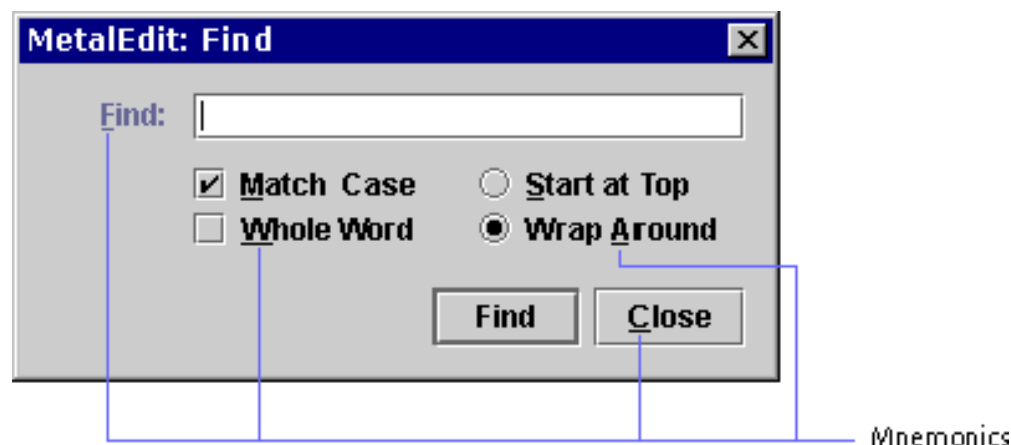 MetalEdit: Find
Find:
Match Case Start at Top
Whole Word Wrap Around
Find Close
Mnemonics